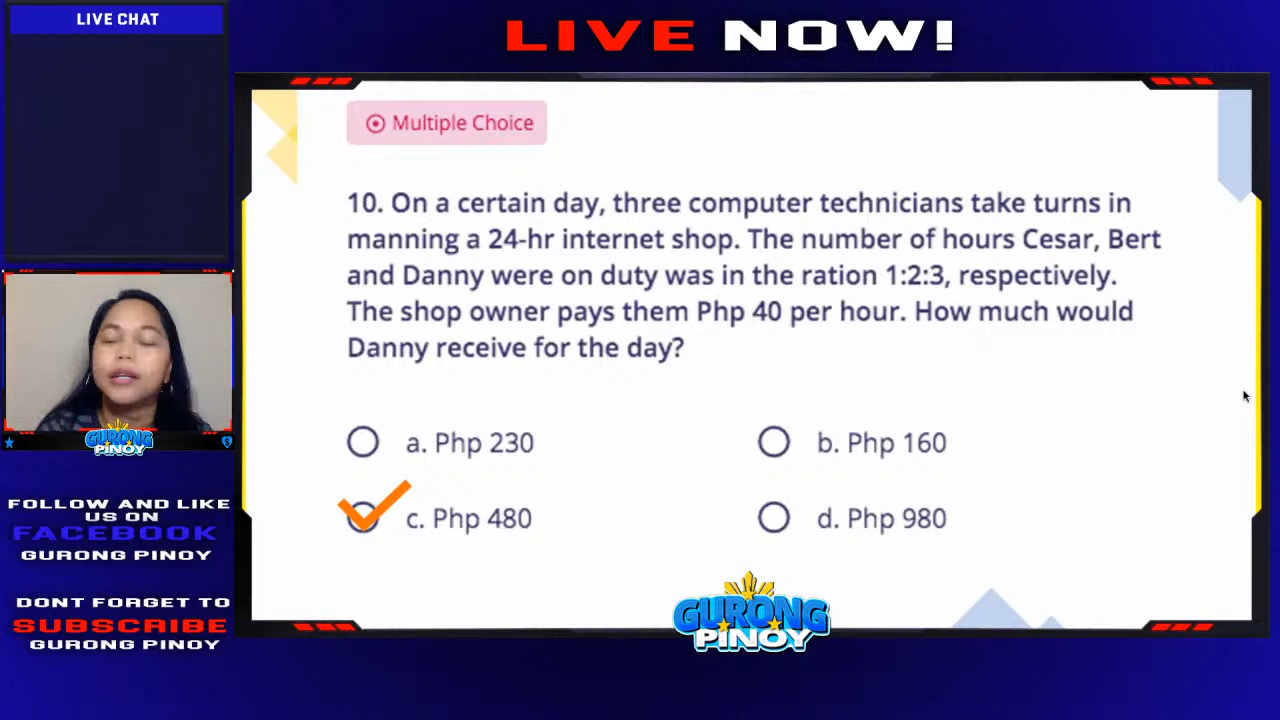 LIVE CHAT
LIVE NOW!
Multiple Choice
10. On a certain day, three computer technicians take turns in
manning a 24-hr internet shop. The number of hours Cesar, Bert
and Danny were on duty was in the ration 1:2:3, respectively.
The shop owner pays them Php 40 per hour. How much would
Danny receive for the day?
a. Php 230
b. Php 160
c. Php 480
d. Php 980
GURONG
PINOY
FOLLOW AND LIKE
US ON
FACEBOOK
GURONG PINOY
DONT FORGET TO
SUBSCRIBE
GURONG PINOY
GURONG
PINOY